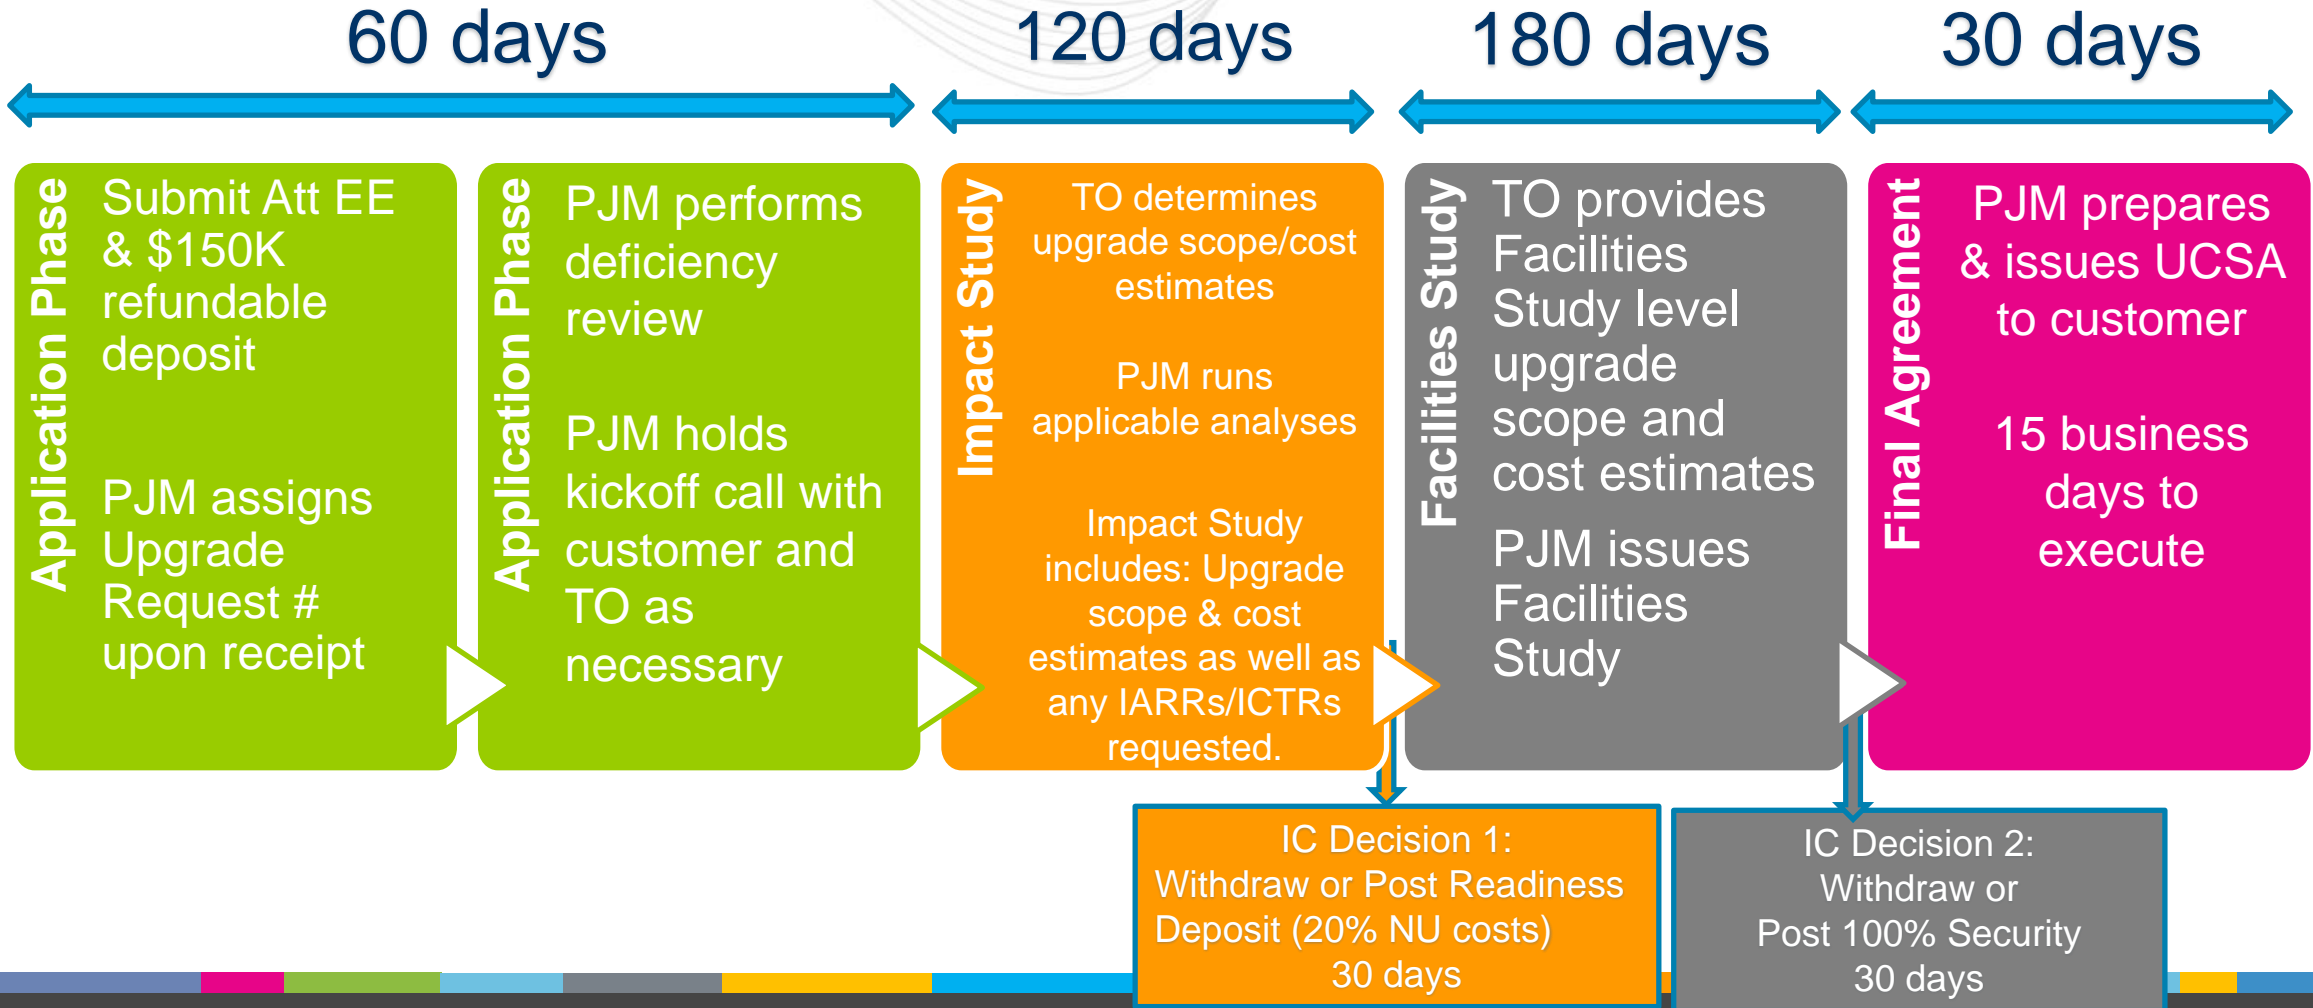 60 days
120 days
180 days
30 days
Application Phase
Submit Att EE
& $150K
refundable
deposit
PJM assigns
Upgrade
Request #
upon receipt
Application Phase
PJM performs
deficiency
review
PJM holds
kickoff call with
customer and
TO as
necessary
Impact Study
TO determines
upgrade scope/cost
estimates
PJM runs
applicable analyses
Impact Study
includes: Upgrade
scope & cost
estimates as well as
any IARRs/ICTRs
requested.
Facilities Study
TO provides
Facilities
Study level
upgrade
scope and
cost estimates
PJM issues
Facilities
Study
Final Agreement
PJM prepares
& issues UCSA
to customer
15 business
days to
execute
IC Decision 1:
Withdraw or Post Readiness
Deposit (20% NU costs)
30 days
IC Decision 2:
Withdraw or
Post 100% Security
30 days